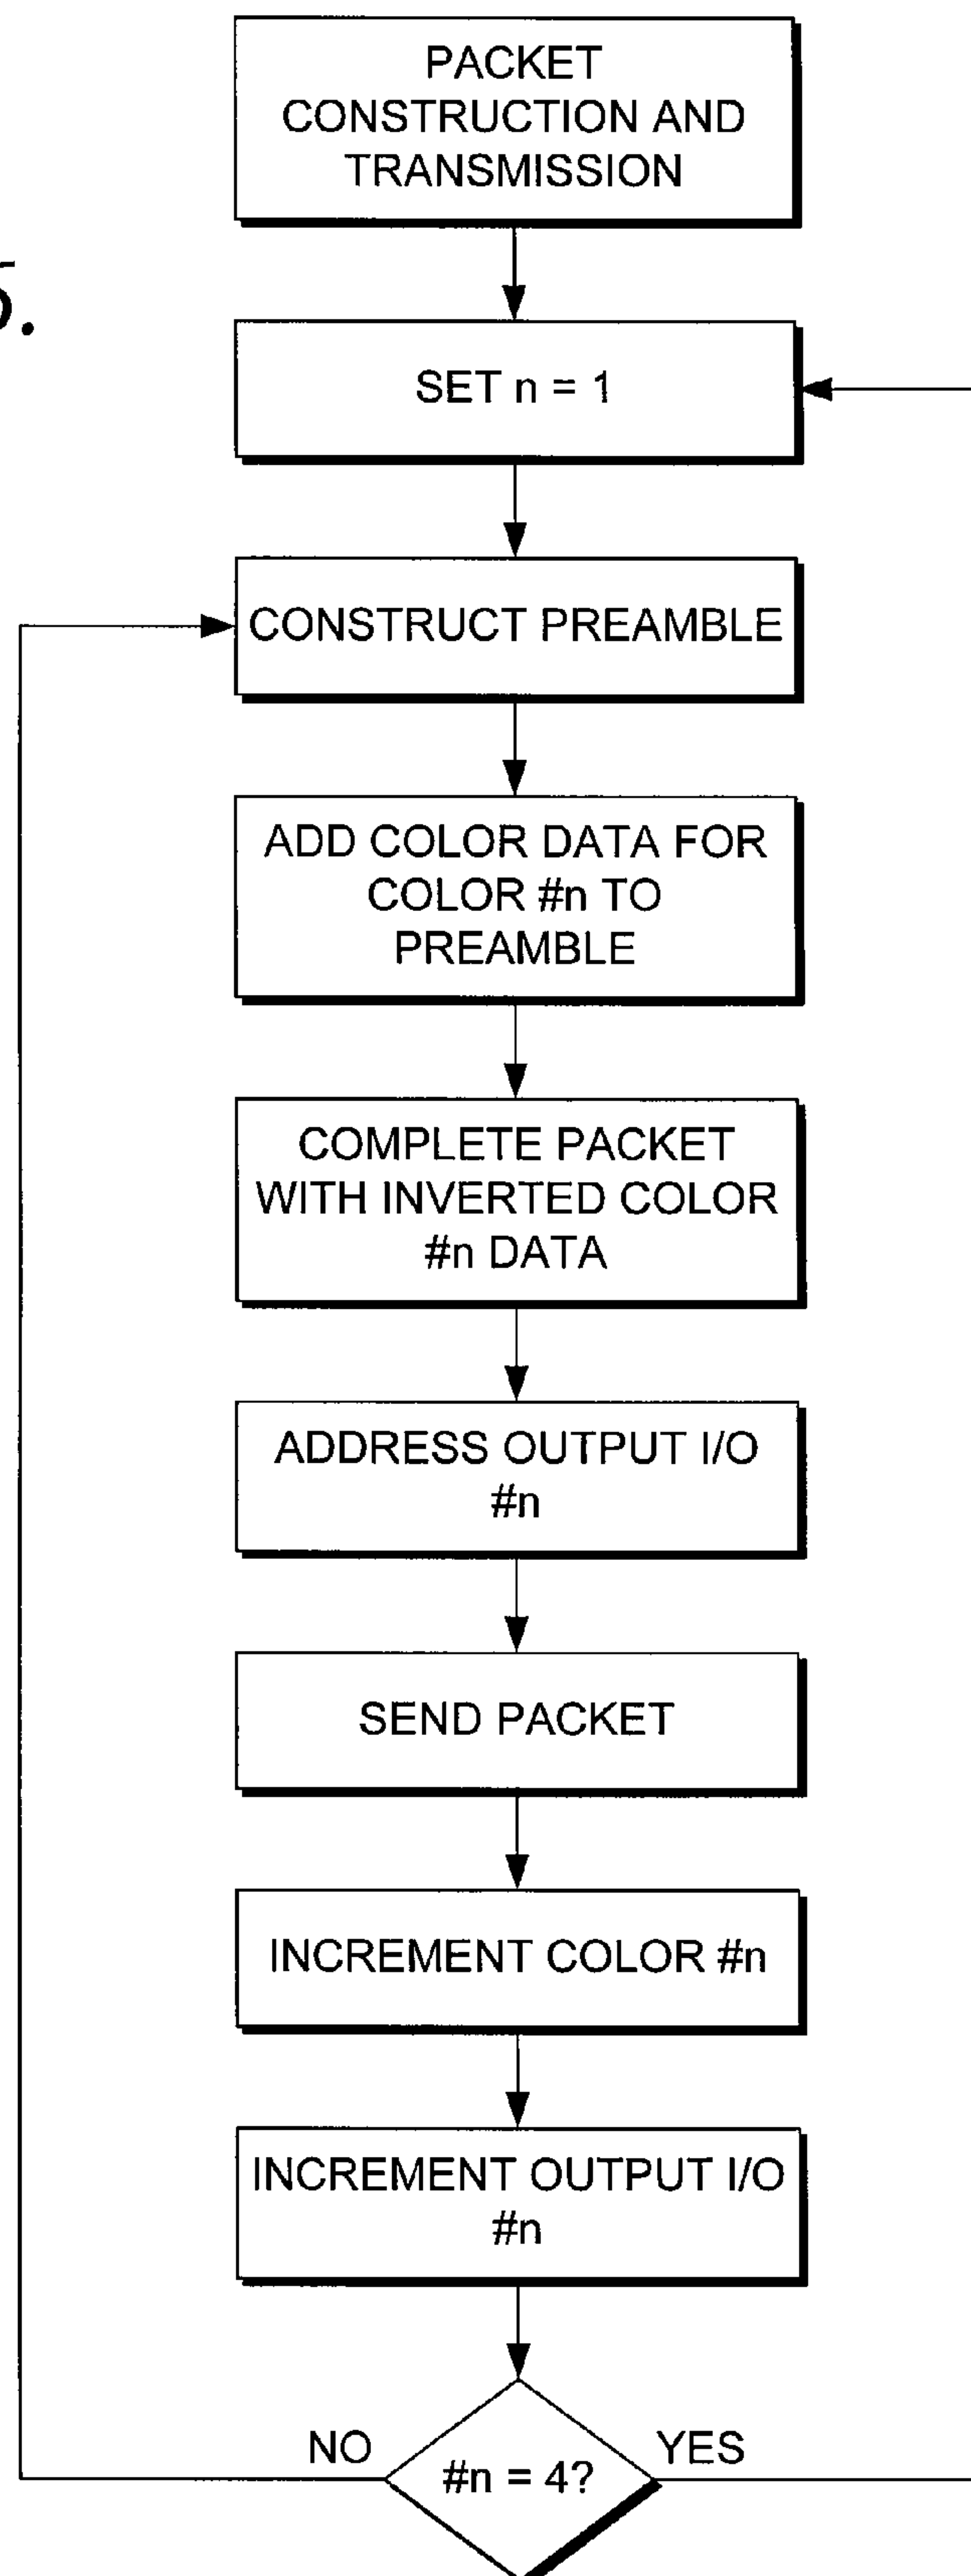 PACKET
CONSTRUCTION AND
TRANSMISSION
SET n = 1
CONSTRUCT PREAMBLE
ADD COLOR DATA FOR
COLOR #n TO
PREAMBLE
COMPLETE PACKET
WITH INVERTED COLOR
#n DATA
ADDRESS OUTPUT I/O
#n
SEND PACKET
INCREMENT COLOR #n
INCREMENT OUTPUT I/O
#n
NO
#n = 4?
YES